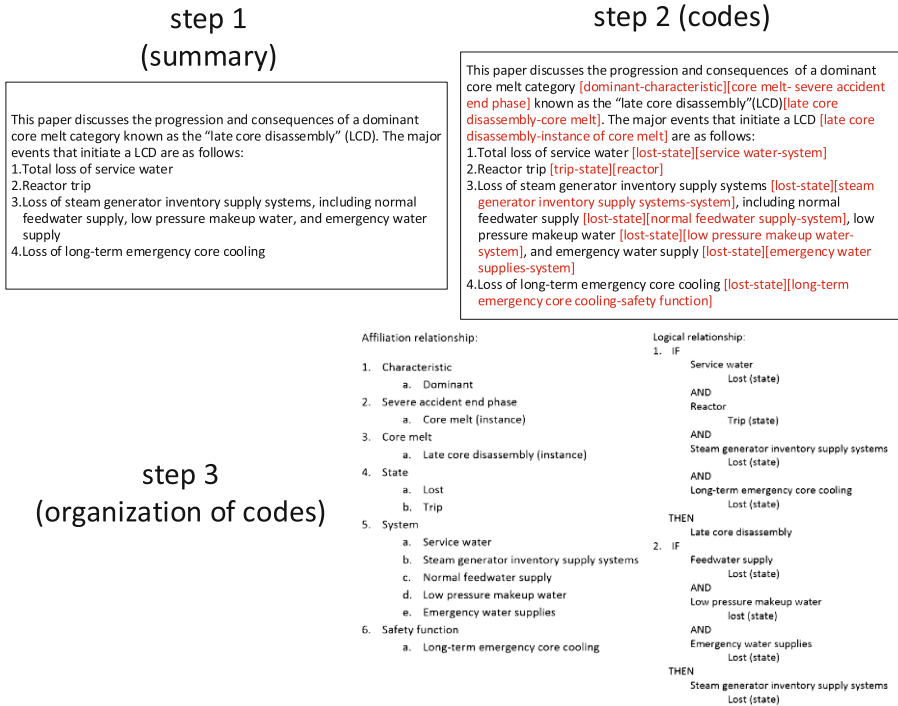 step 1
(summary)
This paper discusses the progression and consequences of a dominant
core melt category known as the “late core disassembly” (LCD). The major
events that initiate a LCD are as follows:
1.Total loss of service water
2.Reactor trip
3.Loss of steam generator inventory supply systems, including normal
feedwater supply, low pressure makeup water, and emergency water
supply
4.Loss of long-term emergency core cooling
step 2 (codes)
This paper discusses the progression and consequences of a dominant
core melt category [dominant-characteristic][core melt- severe accident
end phase] known as the “late core disassembly”(LCD)[late core
disassembly-core melt]. The major events that initiate a LCD [late core
disassembly-instance of core melt] are as follows:
1.Total loss of service water [lost-state][service water-system]
2.Reactor trip [trip-state][reactor]
3.Loss of steam generator inventory supply systems [lost-state][steam
generator inventory supply systems-system], including normal
feedwater supply [lost-state][normal feedwater supply-system], low
pressure makeup water [lost-state][low pressure makeup water-
system], and emergency water supply [lost-state][emergency water
supplies-system]
4.Loss of long-term emergency core cooling [lost-state][long-term
emergency core cooling-safety function]
step 3
(organization of codes)
Affiliation relationship:
1. Characteristic
a. Dominant
2. Severe accident end phase
a. Core melt (instance)
3. Core melt
a. Late core disassembly (instance)
4. State
a. Lost
b. Trip
5. System
a. Service water
b. Steam generator inventory supply systems
c. Normal feedwater supply
d. Low pressure makeup water
e. Emergency water supplies
6. Safety function
a. Long-term emergency core cooling
Logical relationship:
1. IF
Service water
Lost (state)
AND
Reactor
Trip (state)
AND
Steam generator inventory supply systems
Lost (state)
AND
Long-term emergency core cooling
Lost (state)
THEN
Late core disassembly
2. IF
Feedwater supply
Lost (state)
AND
Low pressure makeup water
lost (state)
AND
Emergency water supplies
Lost (state)
THEN
Steam generator inventory supply systems
Lost (state)